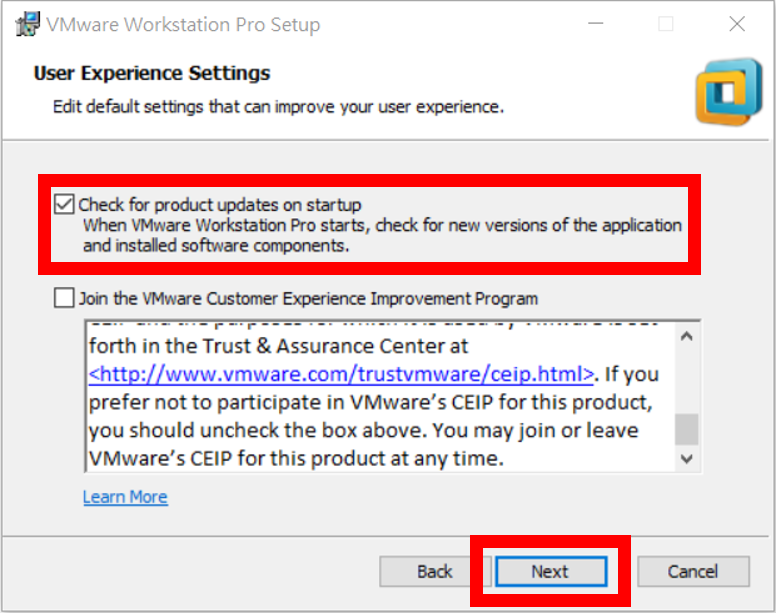 VMware Workstation Pro Setup
User Experience Settings
Edit default settings that can improve your user experience.
Check for product updates on startup
When VMware Workstation Pro starts, check for new versions of the application
and installed software components.
Join the VMware Customer Experience Improvement Program
forth in the Trust & Assurance Center at
<http://www.vmware.com/trustvmware/ceip.html>. If you
prefer not to participate in VMware's CEIP for this product,
you should uncheck the box above. You may join or leave
VMware's CEIP for this product at any time.
Learn More
Back
Next
Cancel